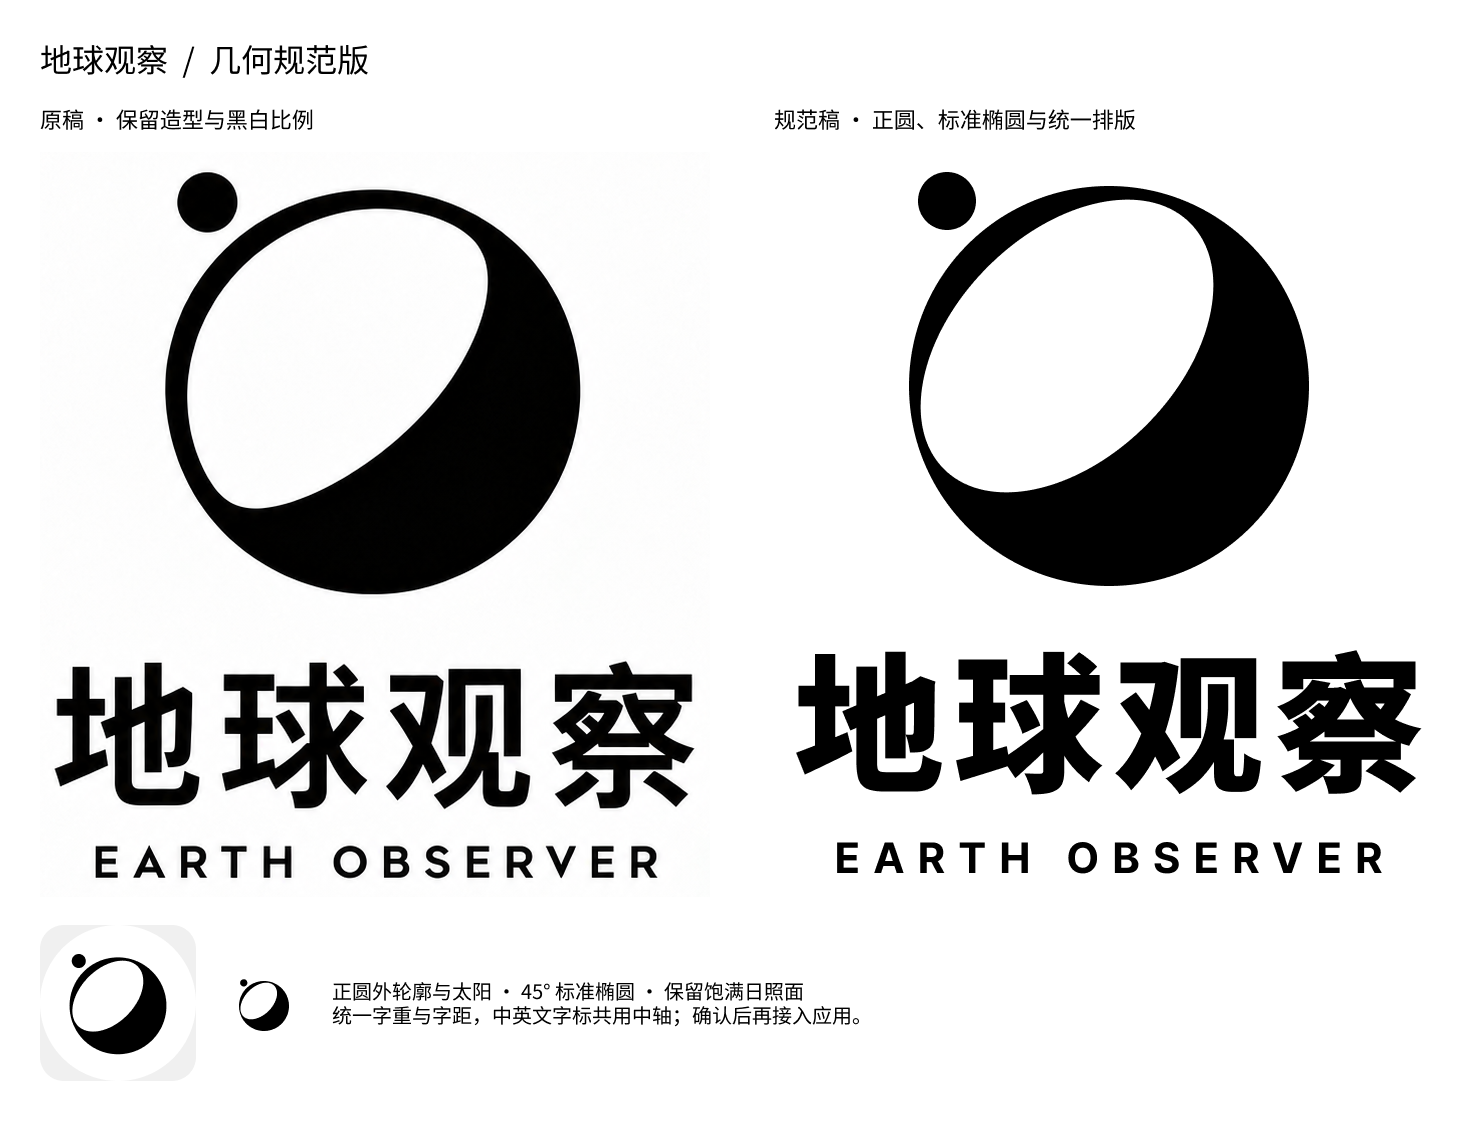 地球观察 / 几何规范版
原稿 · 保留造型与黑白比例
规范稿 · 正圆、标准椭圆与统一排版
地球观察
EARTH OBSERVER
地球观察
EARTH OBSERVER
正圆外轮廓与太阳 · 45° 标准椭圆 · 保留饱满日照面
统一字重与字距，中英文字标共用中轴；确认后再接入应用。